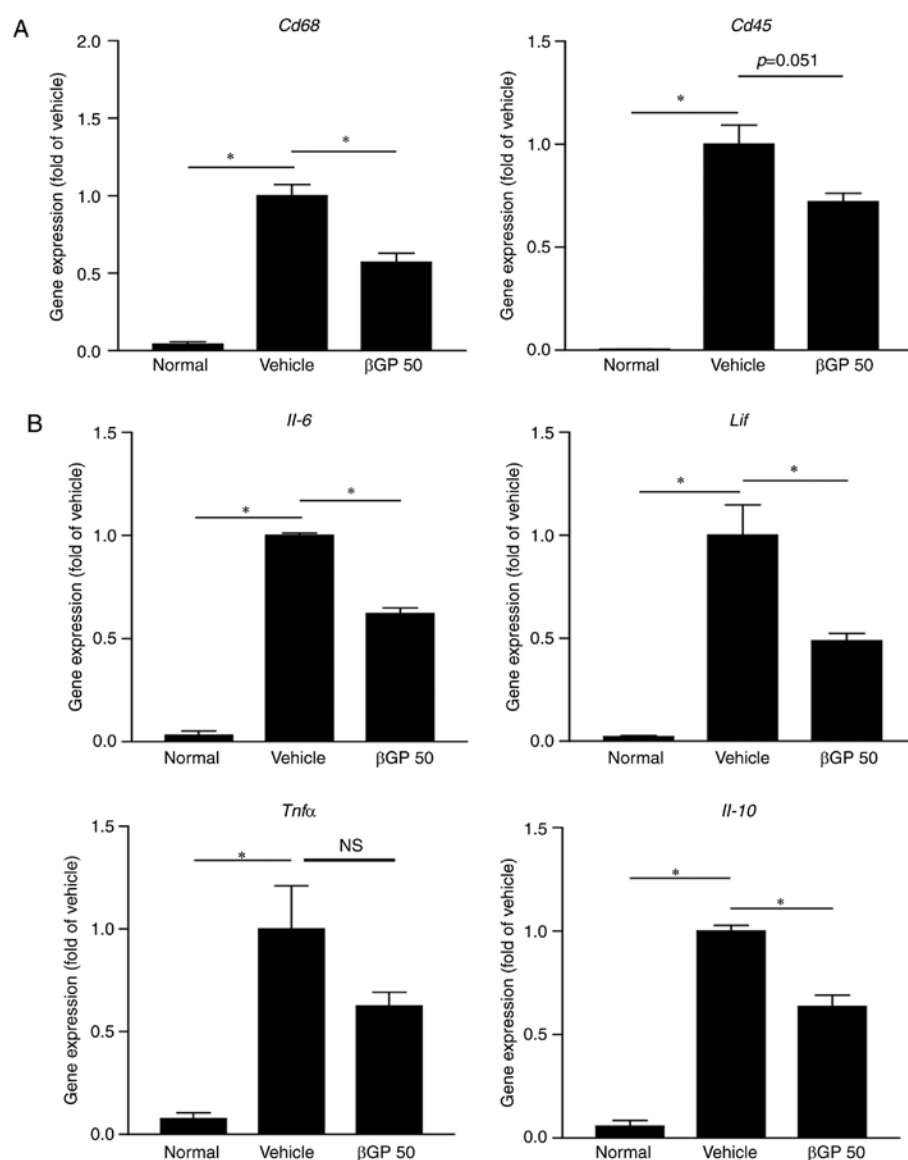 A
Cd68
Gene expression (fold of vehicle)
2.0
1.5
1.0
0.5
0.0
*
*
Normal Vehicle βGP 50
Cd45
Gene expression (fold of vehicle)
1.5
1.0
0.5
0.0
*
p=0.051
Normal Vehicle βGP 50
B
Il-6
Gene expression (fold of vehicle)
1.5
1.0
0.5
0.0
*
*
Normal Vehicle βGP 50
Lif
Gene expression (fold of vehicle)
1.5
1.0
0.5
0.0
*
*
Normal Vehicle βGP 50
Tnfα
Gene expression (fold of vehicle)
1.5
1.0
0.5
0.0
*
NS
Normal Vehicle βGP 50
Il-10
Gene expression (fold of vehicle)
1.5
1.0
0.5
0.0
*
*
Normal Vehicle βGP 50